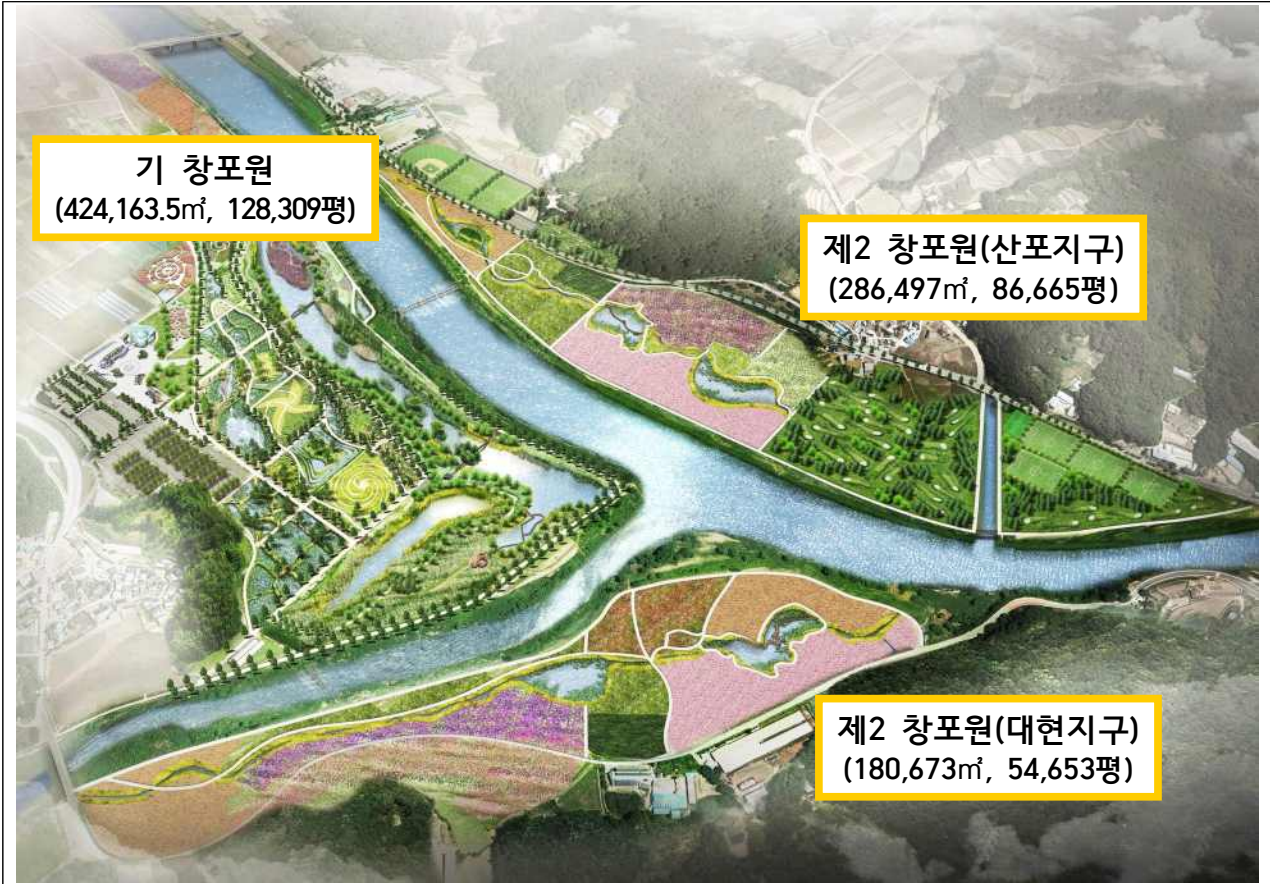 기 창포원
(424,163.5㎡, 128,309평)
제2 창포원(산포지구)
(286,497㎡, 86,665평)
제2 창포원(대현지구)
(180,673㎡, 54,653평)